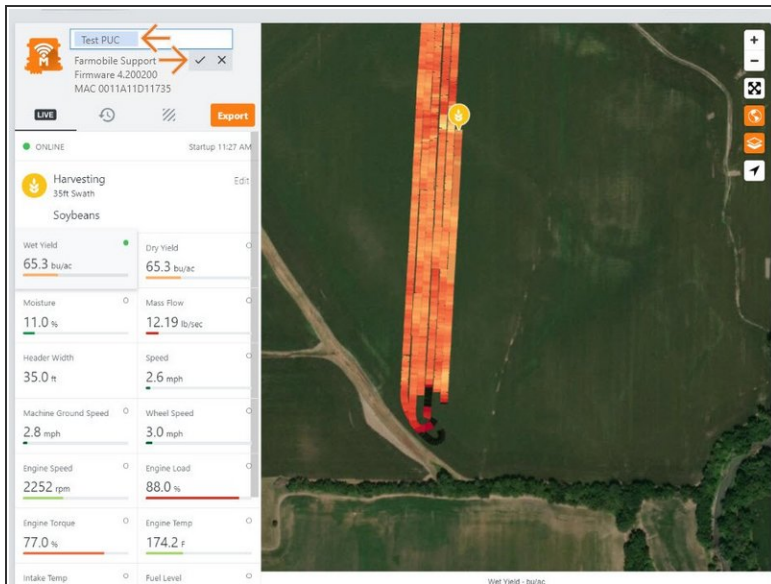 Test PUC
Farmobile Support
Firmware 4.200200
MAC 0011A11D11735
LIVE
Export
ONLINE
Startup 11:27 AM
Harvesting
Edit
35ft Swath
Soybeans
Wet Yield
65.3 bu/ac
Dry Yield
65.3 bu/ac
Moisture
11.0 %
Mass Flow
12.19 lb/sec
Header Width
35.0 ft
Speed
2.6 mph
Machine Ground Speed
2.8 mph
Wheel Speed
3.0 mph
Engine Speed
2252 rpm
Engine Load
88.0 %
Engine Torque
77.0 %
Engine Temp
174.2 F
Intake Temp
Fuel Level
Wet Yield - bu/ac